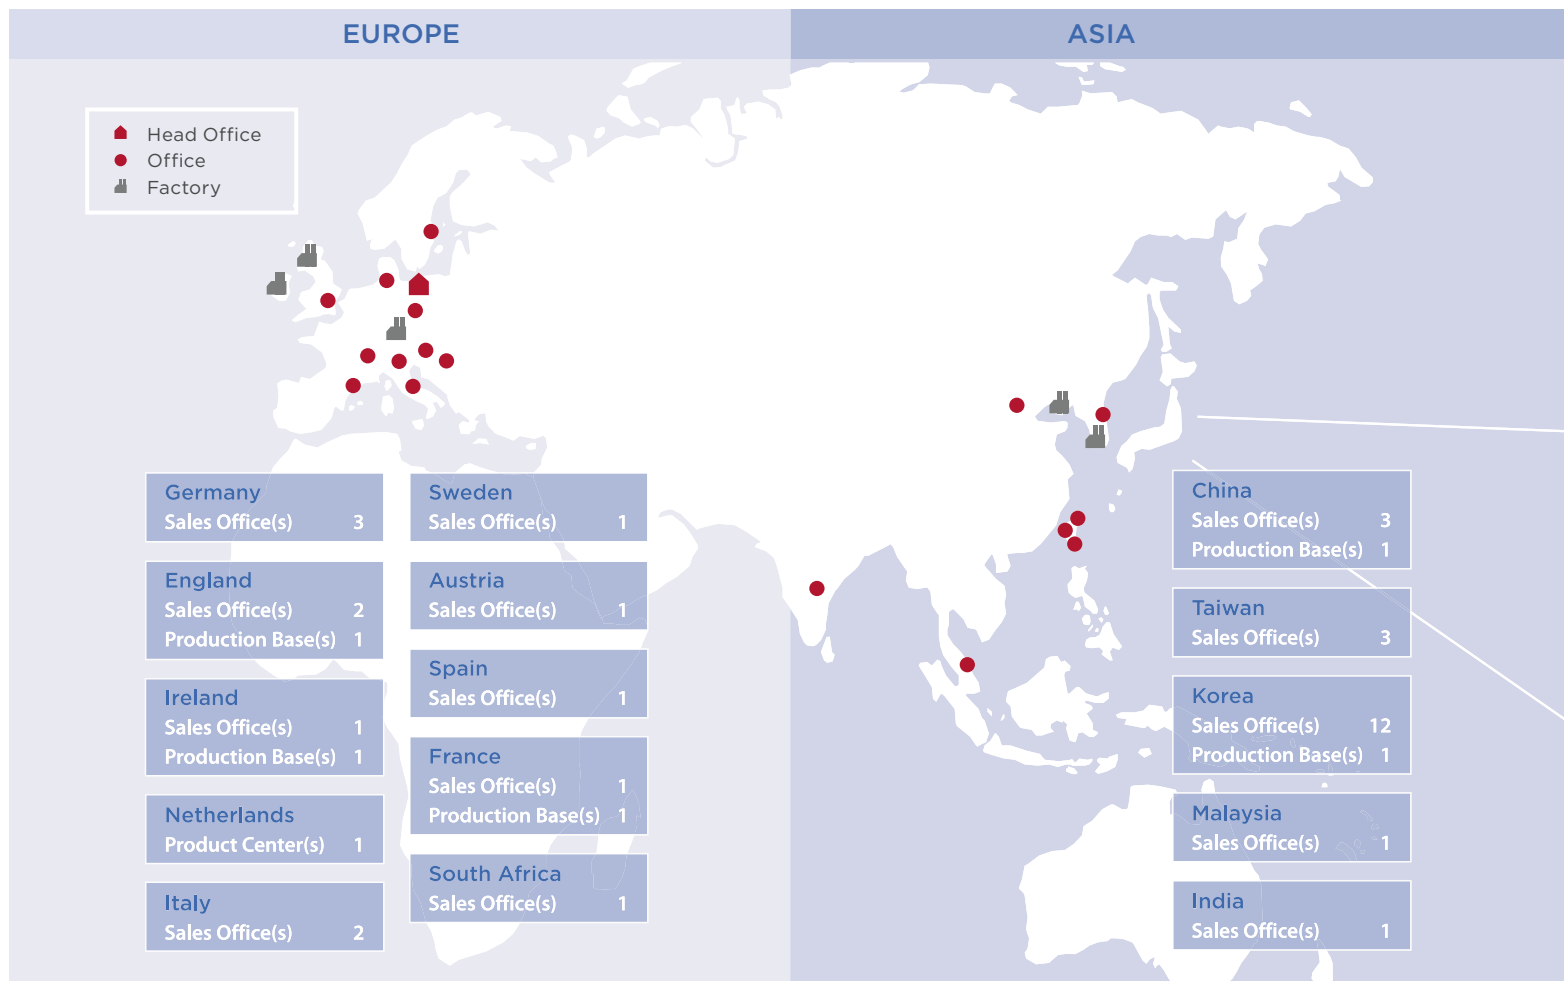 EUROPE
ASIA
Head Office
Office
Factory
Germany
Sales Office(s) 3
England
Sales Office(s) 2
Production Base(s) 1
Ireland
Sales Office(s) 1
Production Base(s) 1
Netherlands
Product Center(s) 1
Italy
Sales Office(s) 2
Sweden
Sales Office(s) 1
Austria
Sales Office(s) 1
Spain
Sales Office(s) 1
France
Sales Office(s) 1
Production Base(s) 1
South Africa
Sales Office(s) 1
China
Sales Office(s) 3
Production Base(s) 1
Taiwan
Sales Office(s) 3
Korea
Sales Office(s) 12
Production Base(s) 1
Malaysia
Sales Office(s) 1
India
Sales Office(s) 1